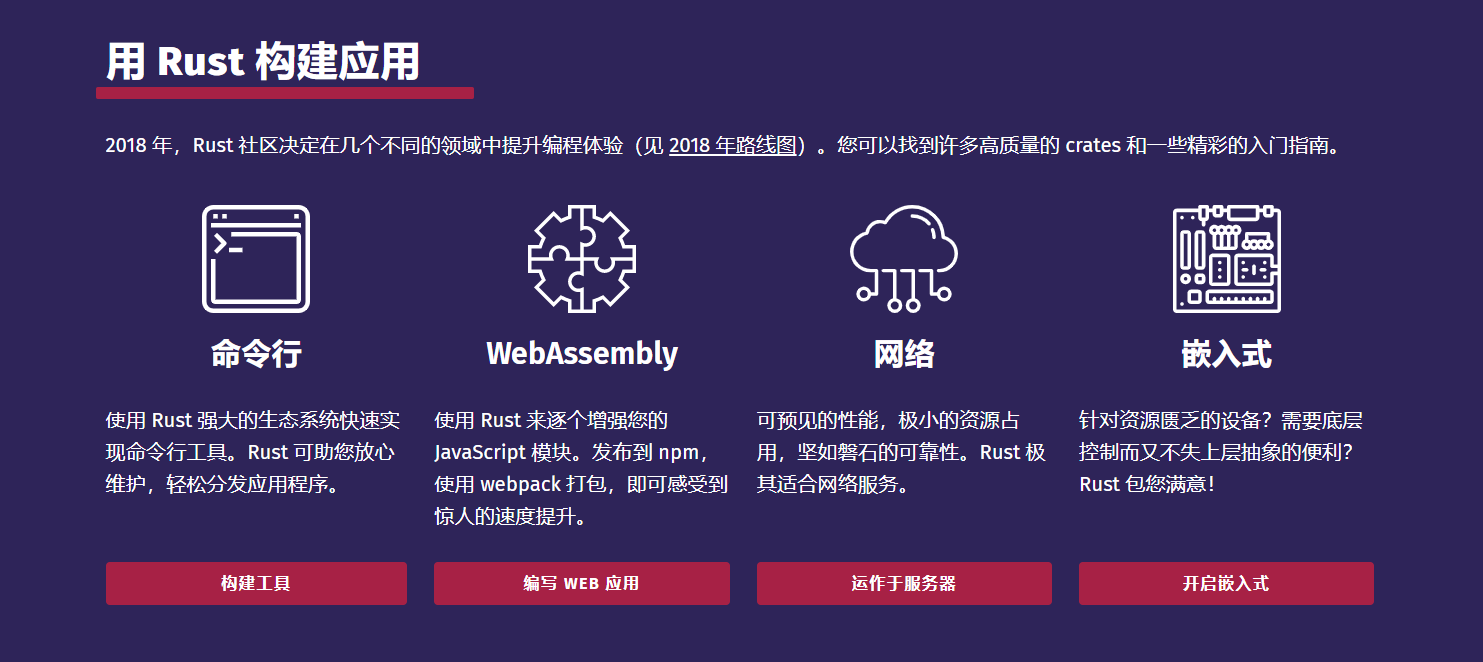 用 Rust 构建应用
2018 年，Rust 社区决定在几个不同的领域中提升编程体验（见 2018 年路线图）。您可以找到许多高质量的 crates 和一些精彩的入门指南。
命令行
使用 Rust 强大的生态系统快速实
现命令行工具。Rust 可助您放心
维护，轻松分发应用程序。
构建工具
WebAssembly
使用 Rust 来逐个增强您的
JavaScript 模块。发布到 npm，
使用 webpack 打包，即可感受到
惊人的速度提升。
编写 WEB 应用
网络
可预见的性能，极小的资源占
用，坚如磐石的可靠性。Rust 极
其适合网络服务。
运作于服务器
嵌入式
针对资源匮乏的设备？需要底层
控制而又不失上层抽象的便利？
Rust 包您满意！
开启嵌入式